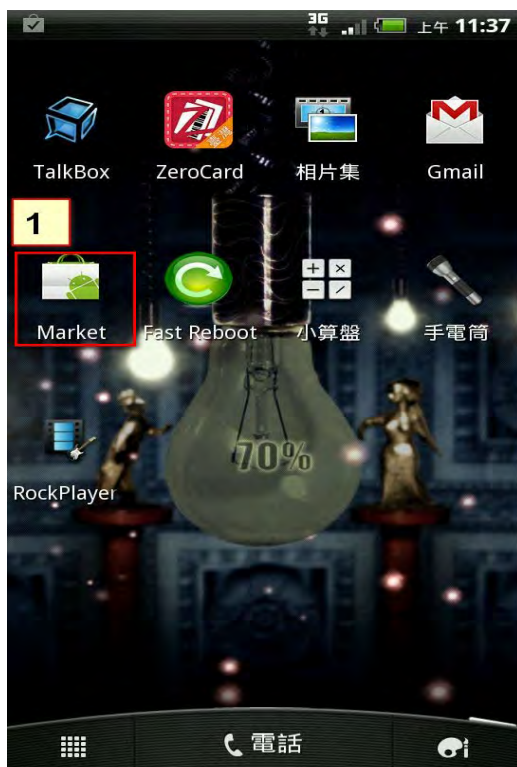 3G 上午 11:37
TalkBox ZeroCard 相片集 Gmail
1
Market Fast Reboot 小算盤 手電筒
70%
RockPlayer
電話